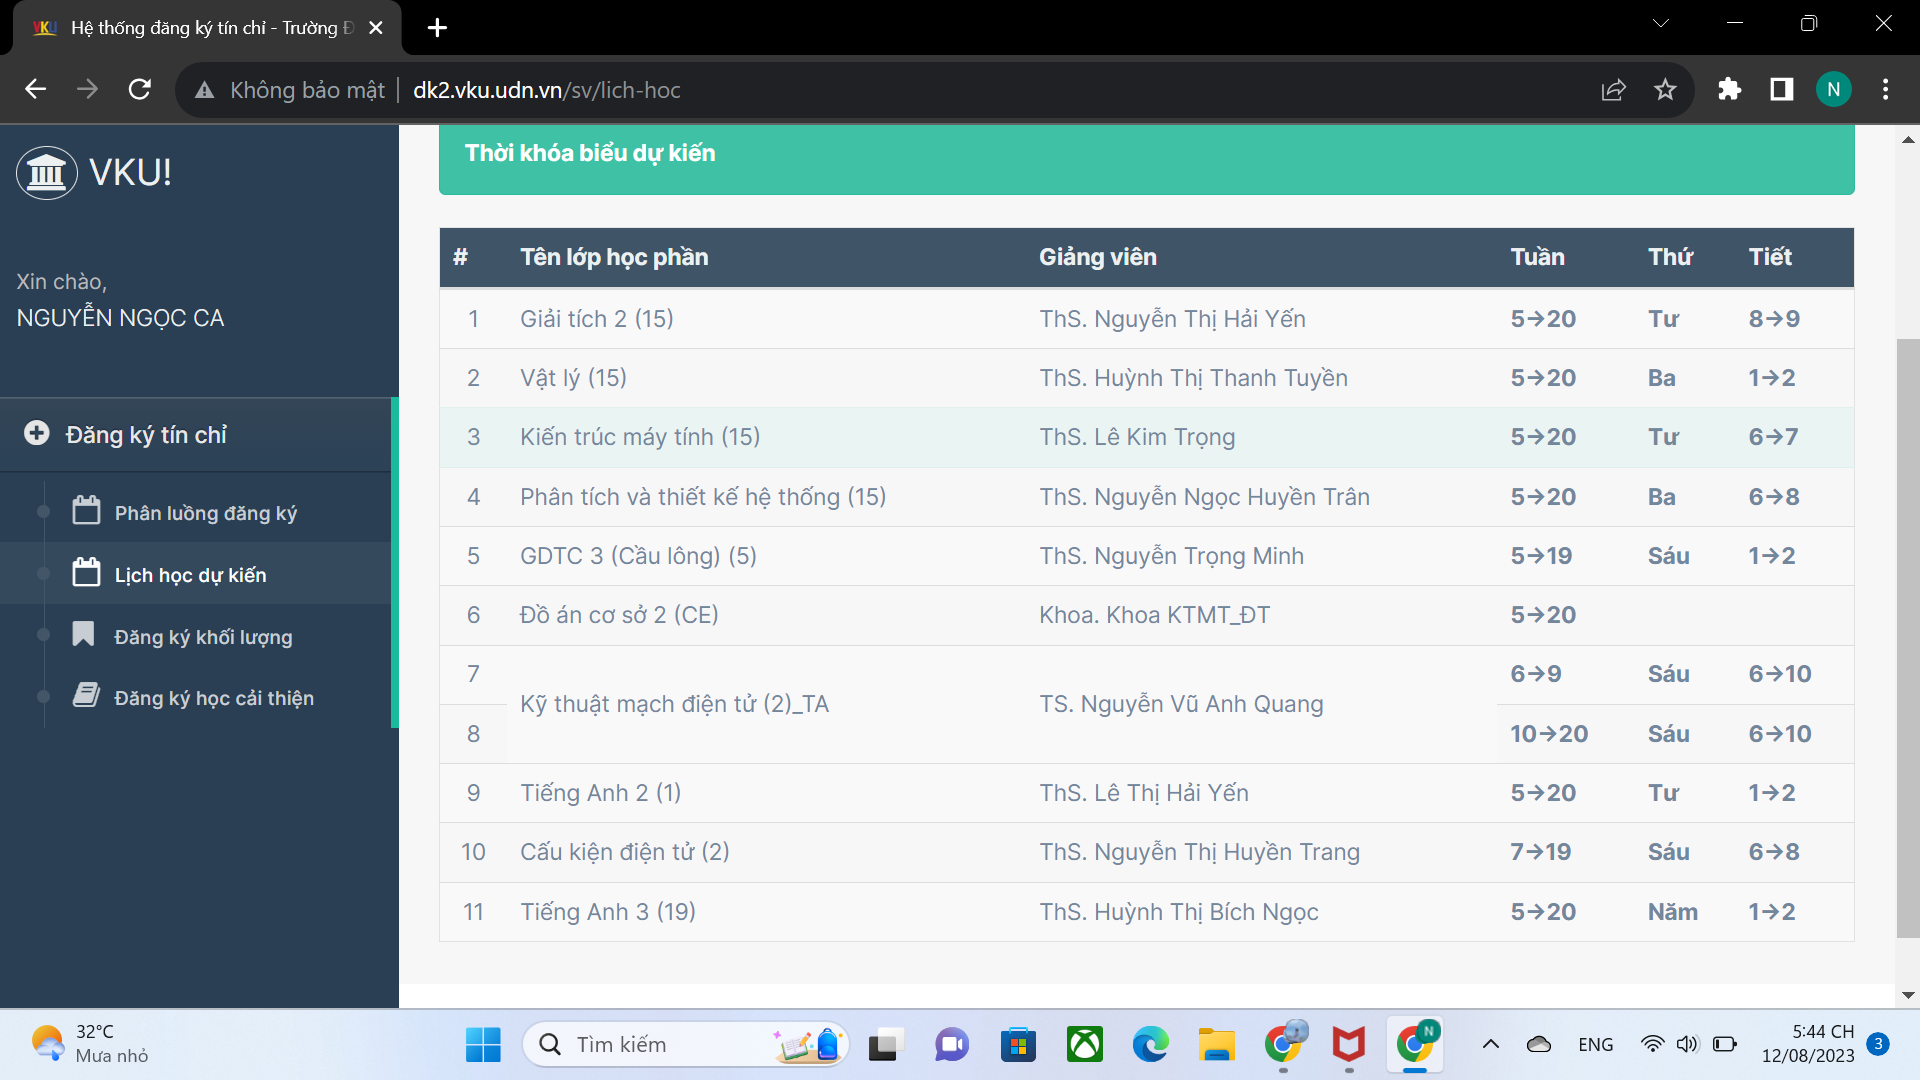 Hệ thống đăng ký tín chỉ - Trường Đ
Không bảo mật
dk2.vku.udn.vn/sv/lich-hoc
N
VKU!
Xin chào,
NGUYỄN NGỌC CA
Đăng ký tín chỉ
Phân luồng đăng ký
Lịch học dự kiến
Đăng ký khối lượng
Đăng ký học cải thiện
Thời khóa biểu dự kiến
# Tên lớp học phần Giảng viên Tuần Thứ Tiết
1 Giải tích 2 (15) ThS. Nguyễn Thị Hải Yến 5→20 Tư 8→9
2 Vật lý (15) ThS. Huỳnh Thị Thanh Tuyền 5→20 Ba 1→2
3 Kiến trúc máy tính (15) ThS. Lê Kim Trọng 5→20 Tư 6→7
4 Phân tích và thiết kế hệ thống (15) ThS. Nguyễn Ngọc Huyền Trân 5→20 Ba 6→8
5 GDTC 3 (Cầu lông) (5) ThS. Nguyễn Trọng Minh 5→19 Sáu 1→2
6 Đồ án cơ sở 2 (CE) Khoa. Khoa KTMT_ĐT 5→20
7 6→9 Sáu 6→10
Kỹ thuật mạch điện tử (2)_TA TS. Nguyễn Vũ Anh Quang
8 10→20 Sáu 6→10
9 Tiếng Anh 2 (1) ThS. Lê Thị Hải Yến 5→20 Tư 1→2
10 Cấu kiện điện tử (2) ThS. Nguyễn Thị Huyền Trang 7→19 Sáu 6→8
11 Tiếng Anh 3 (19) ThS. Huỳnh Thị Bích Ngọc 5→20 Năm 1→2
32°C
Mưa nhỏ
Tìm kiếm
N
ENG
5:44 CH
12/08/2023
3